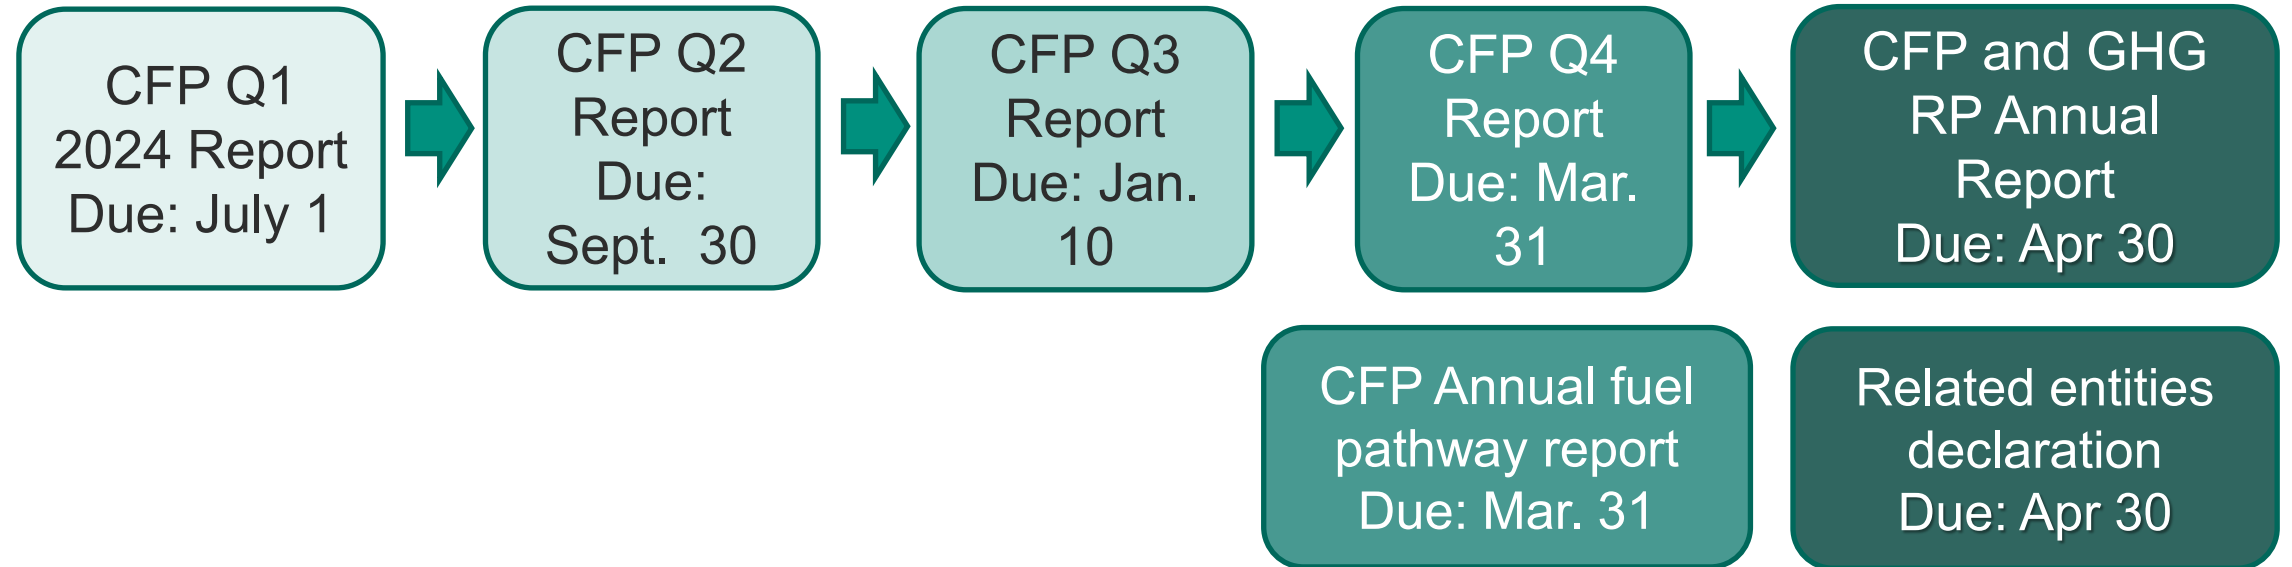 CFP Q1
2024 Report
Due: July 1
CFP Q2
Report
Due:
Sept. 30
CFP Q3
Report
Due: Jan.
10
CFP Q4
Report
Due: Mar.
31
CFP and GHG
RP Annual
Report
Due: Apr 30
CFP Annual fuel
pathway report
Due: Mar. 31
Related entities
declaration
Due: Apr 30